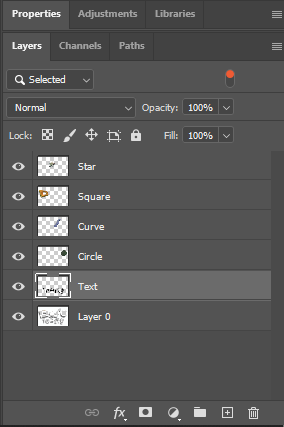 Properties Adjustments Libraries
Layers Channels Paths
Selected
Normal Opacity: 100%
Lock: Fill: 100%
Star
Square
Curve
Circle
Text
Layer 0
fx